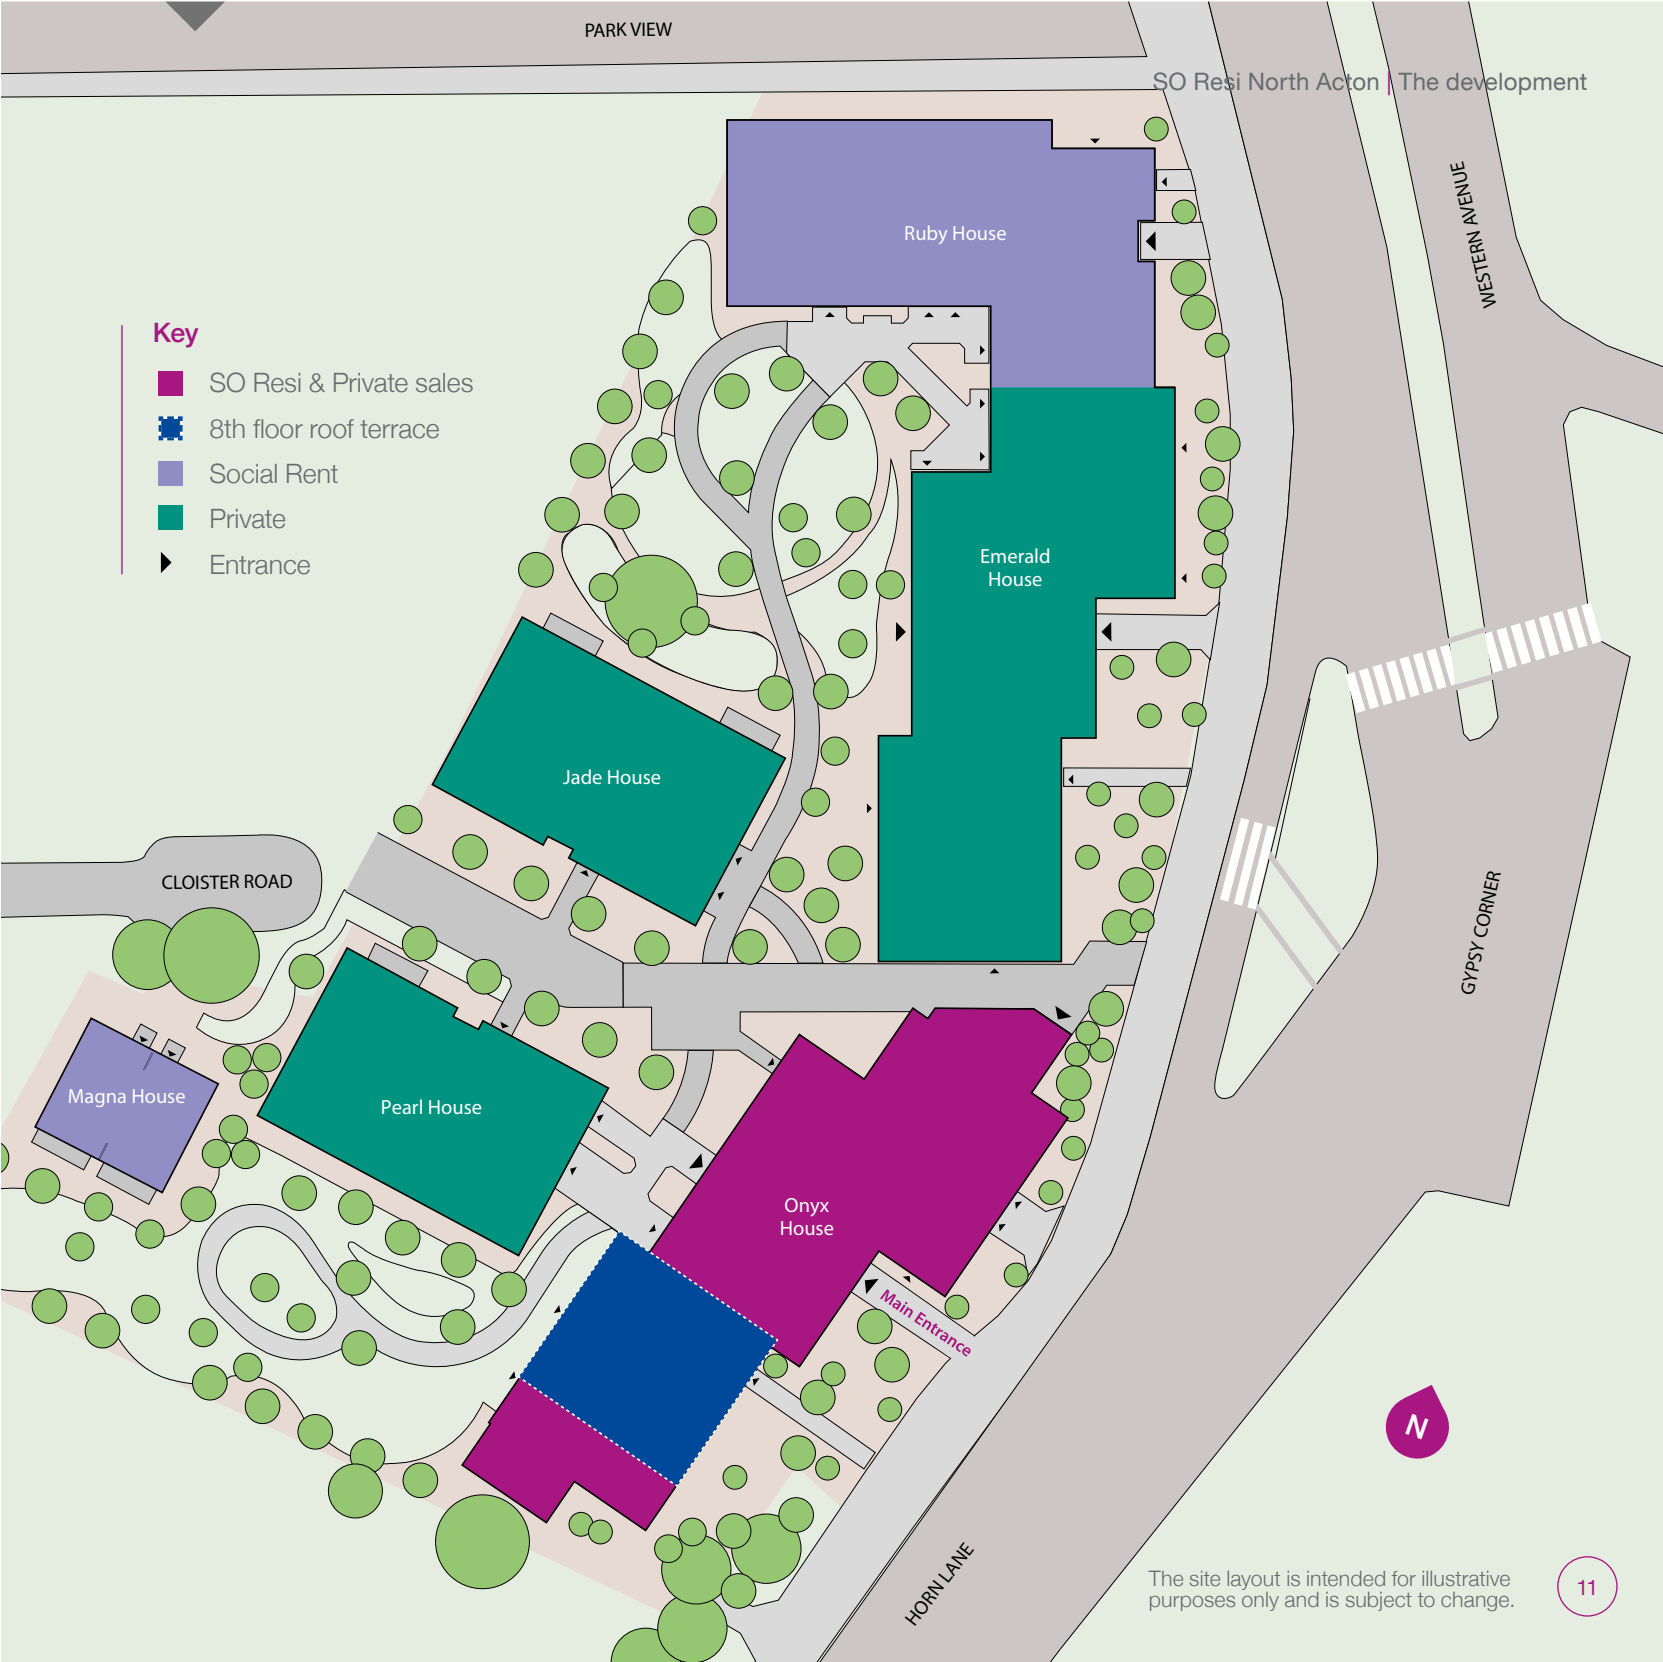 PARK VIEW
SO Resi North Acton | The development
WESTERN AVENUE
Ruby House
Key
SO Resi & Private sales
8th floor roof terrace
Social Rent
Private
Entrance
Emerald
House
Jade House
CLOISTER ROAD
GYPSY CORNER
Magna House
Pearl House
Onyx
House
Main Entrance
N
HORN LANE
The site layout is intended for illustrative
purposes only and is subject to change.
11